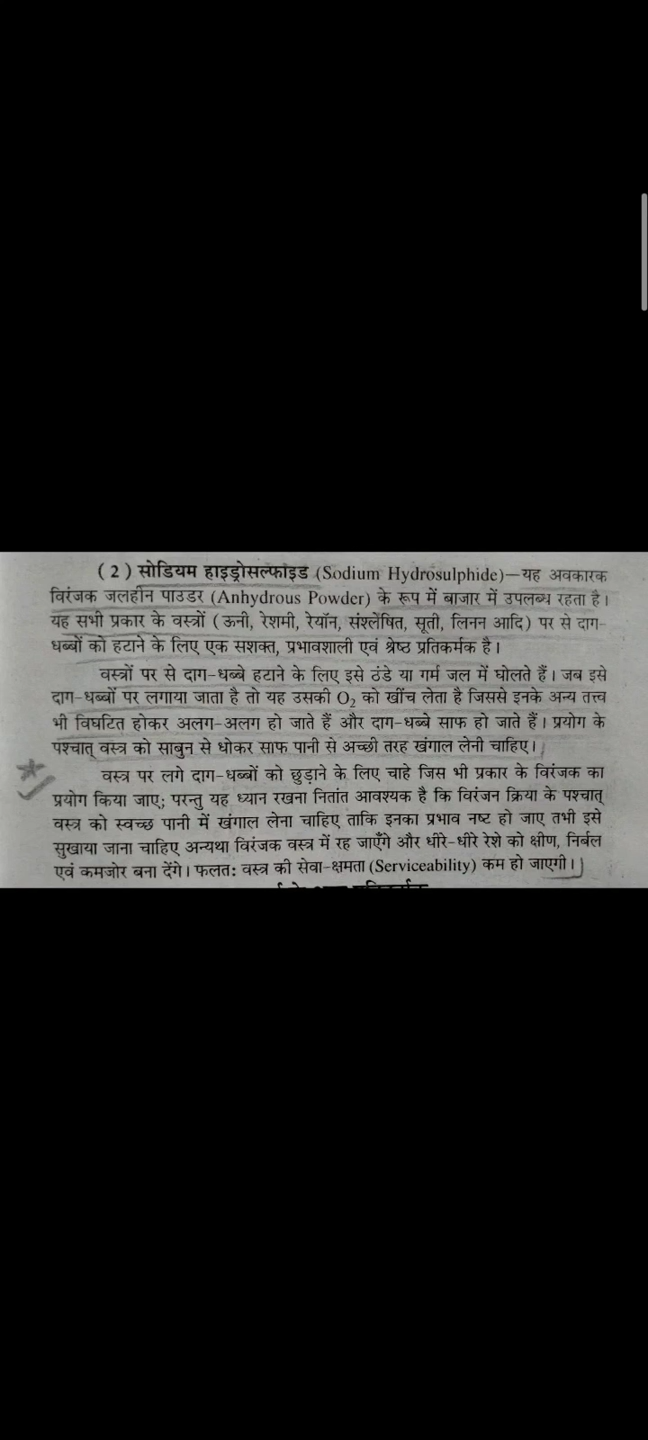 ( 2 ) सोडियम हाइड्रोसल्फाइड (Sodium Hydrosulphide)—यह अवकारक
विरंजक जलहीन पाउडर (Anhydrous Powder) के रूप में बाजार में उपलब्ध रहता है।
यह सभी प्रकार के वस्त्रों (ऊनी, रेशमी, रेयॉन, संश्लेषित, सूती, लिनन आदि) पर से दाग-
धब्बों को हटाने के लिए एक सशक्त, प्रभावशाली एवं श्रेष्ठ प्रतिकर्मक है।
वस्त्रों पर से दाग-धब्बे हटाने के लिए इसे ठंडे या गर्म जल में घोलते हैं। जब इसे
दाग-धब्बों पर लगाया जाता है तो यह उसकी O₂ को खींच लेता है जिससे इनके अन्य तत्त्व
भी विघटित होकर अलग-अलग हो जाते हैं और दाग-धब्बे साफ हो जाते हैं। प्रयोग के
पश्चात् वस्त्र को साबुन से धोकर साफ पानी से अच्छी तरह खंगाल लेनी चाहिए।
वस्त्र पर लगे दाग-धब्बों को छुड़ाने के लिए चाहे जिस भी प्रकार के विरंजक का
प्रयोग किया जाए; परन्तु यह ध्यान रखना नितांत आवश्यक है कि विरंजन क्रिया के पश्चात्
वस्त्र को स्वच्छ पानी में खंगाल लेना चाहिए ताकि इनका प्रभाव नष्ट हो जाए तभी इसे
सुखाया जाना चाहिए अन्यथा विरंजक वस्त्र में रह जाएँगे और धीरे-धीरे रेशे को क्षीण, निर्बल
एवं कमजोर बना देंगे। फलत: वस्त्र की सेवा-क्षमता (Serviceability) कम हो जाएगी।